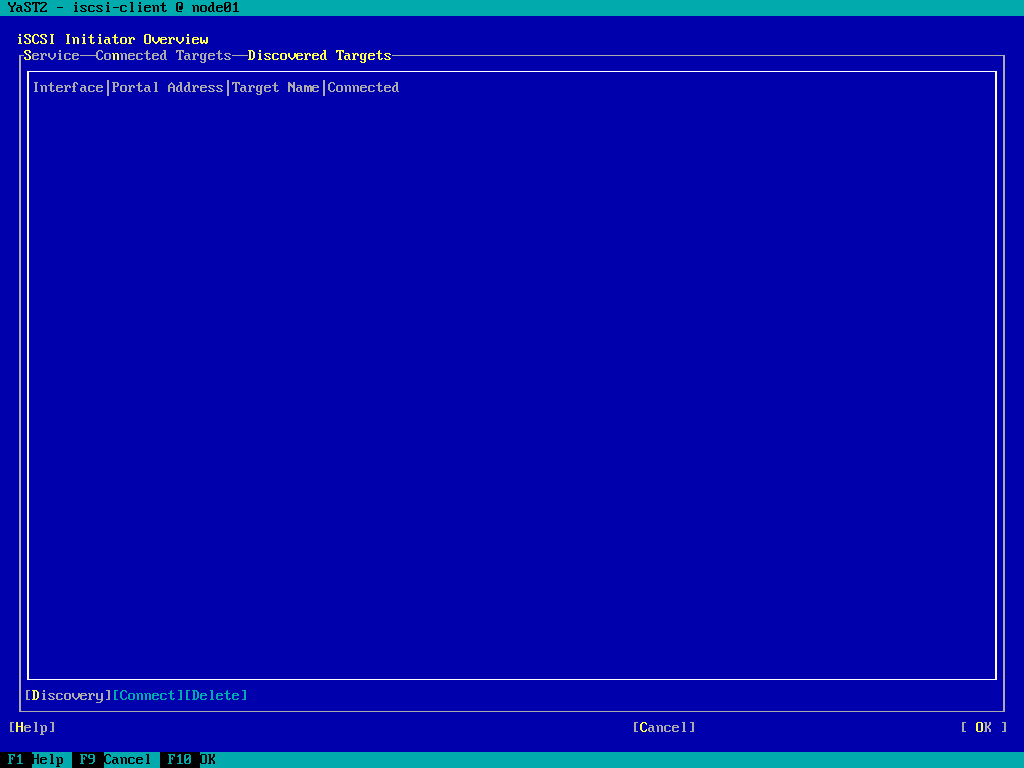 YaST2 - iscsi-client @ node01
iSCSI Initiator Overview
Service Connected Targets Discovered Targets
Interface|Portal Address|Target Name|Connected
[Discovery][Connect][Delete]
[Help] [Cancel] [ OK ]
F1 Help F9 Cancel F10 OK